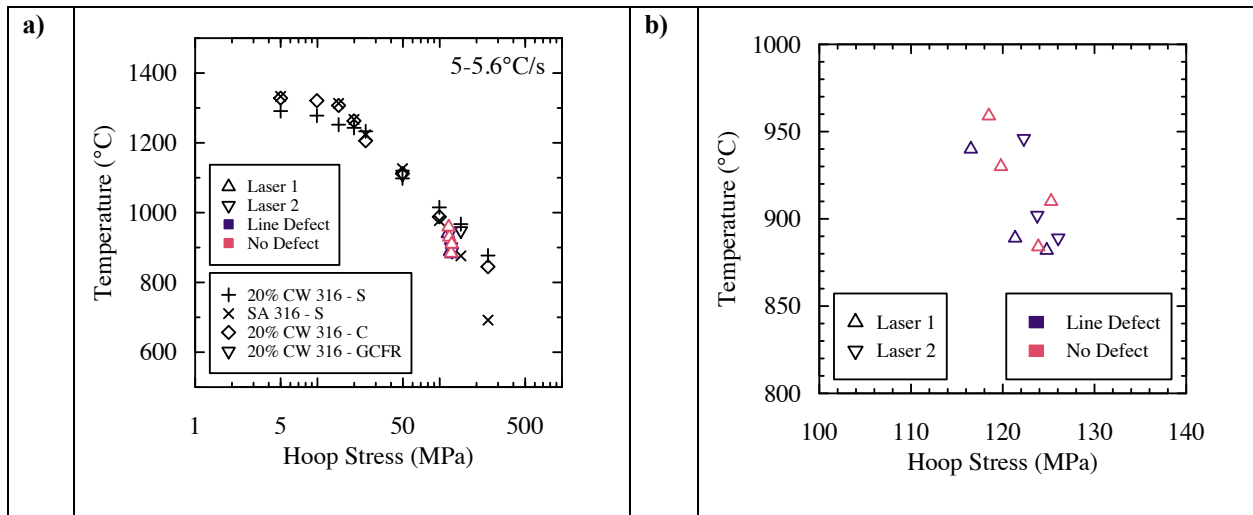 a)
5-5.6°C/s
1400
1200
1000
800
600
Temperature (°C)
Laser 1
Laser 2
Line Defect
No Defect
20% CW 316 - S
SA 316 - S
20% CW 316 - C
20% CW 316 - GCFR
1 5 50 500
Hoop Stress (MPa)
b)
1000
950
900
850
800
Temperature (°C)
Laser 1
Laser 2
Line Defect
No Defect
100 110 120 130 140
Hoop Stress (MPa)